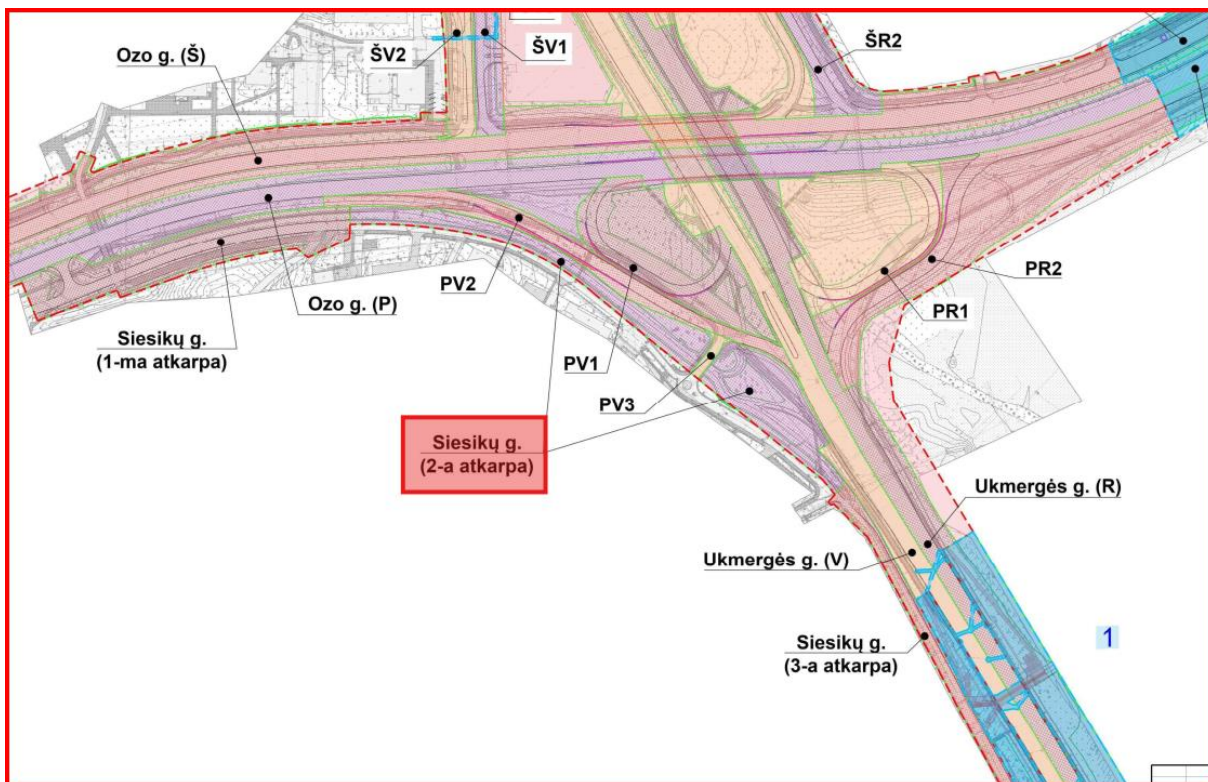 ŠV2
ŠV1
ŠR2
Ozo g. (Š)
PV2
Ozo g. (P)
PR2
PR1
Siesikų g.
(1-ma atkarpa)
PV1
PV3
Siesikų g.
(2-a atkarpa)
Ukmergės g. (R)
Ukmergės g. (V)
Siesikų g.
(3-a atkarpa)
1